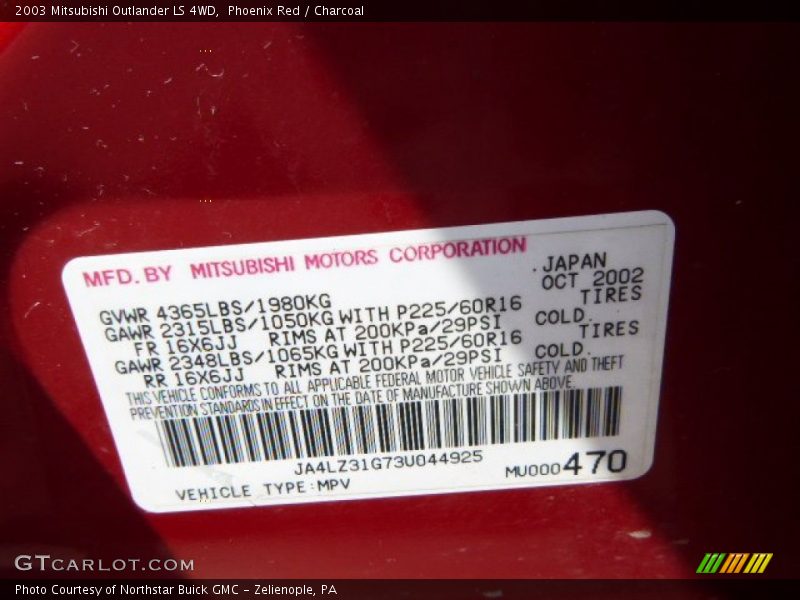 2003 Mitsubishi Outlander LS 4WD, Phoenix Red / Charcoal
MFD. BY MITSUBISHI MOTORS CORPORATION
.JAPAN
OCT 2002
GVWR 4365LBS/1980KG
GAWR 2315LBS/1050KG WITH P225/60R16 TIRES
FR 16X6JJ RIMS AT 200KPa/29PSI COLD.
GAWR 2348LBS/1065KG WITH P225/60R16 TIRES
RR 16X6JJ RIMS AT 200KPa/29PSI COLD.
THIS VEHICLE CONFORMS TO ALL APPLICABLE FEDERAL MOTOR VEHICLE SAFETY AND THEFT
PREVENTION STANDARDS IN EFFECT ON THE DATE OF MANUFACTURE SHOWN ABOVE.
JA4LZ31G73U044925
VEHICLE TYPE:MPV
MU000470
GTCARLOT.COM
Photo Courtesy of Northstar Buick GMC - Zelienople, PA